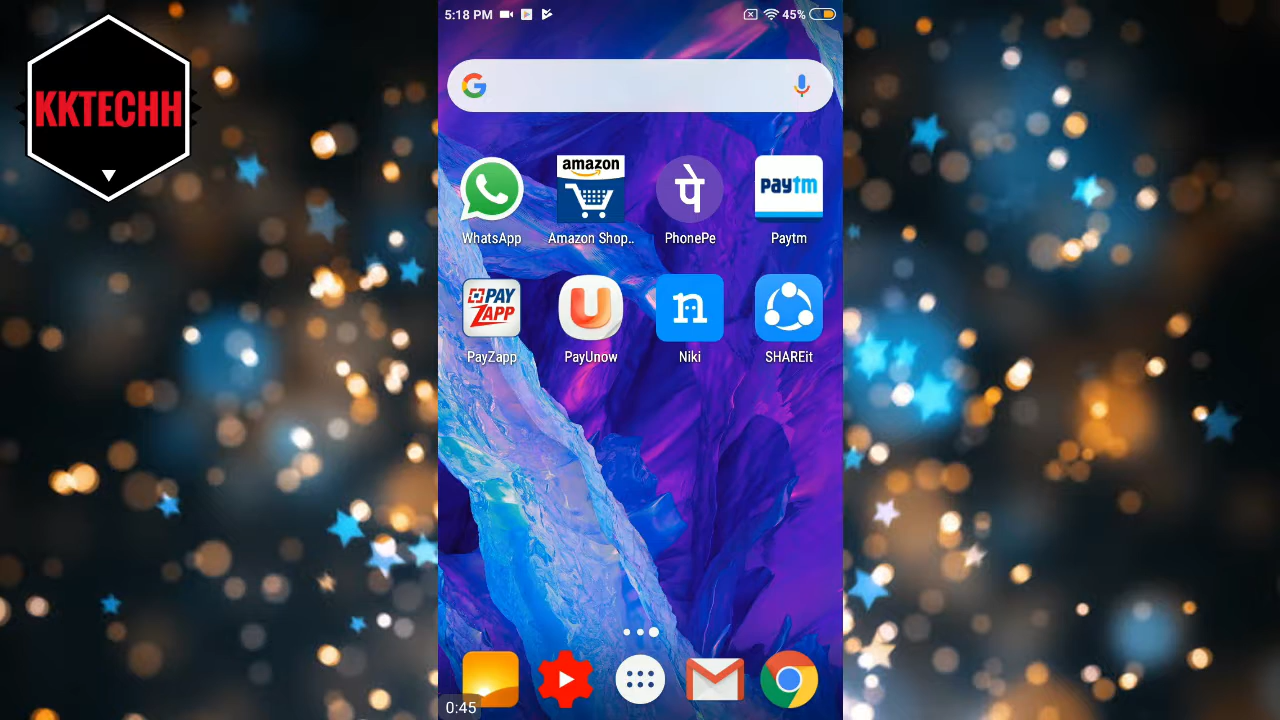 KKTECHH
5:18 PM
45%
amazon
पे
paytm
WhatsApp
Amazon Shop..
PhonePe
Paytm
PAY
ZAPP
U
n
PayZapp
PayUnow
Niki
SHAREit
0:45